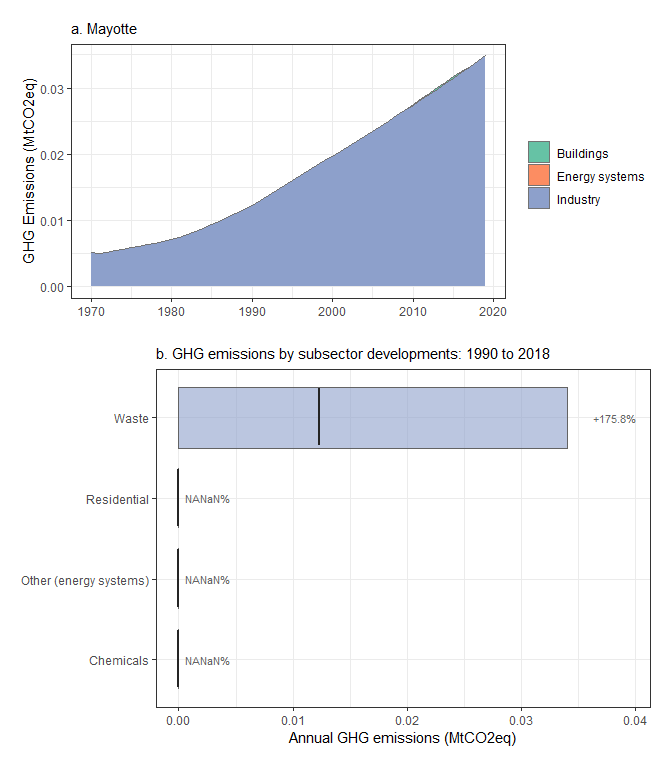 a. Mayotte
GHG Emissions (MtCO2eq)
0.03
0.02
0.01
0.00
1970 1980 1990 2000 2010 2020
Buildings
Energy systems
Industry
b. GHG emissions by subsector developments: 1990 to 2018
Waste +175.8%
Residential NANaN%
Other (energy systems) NANaN%
Chemicals NANaN%
0.00 0.01 0.02 0.03 0.04
Annual GHG emissions (MtCO2eq)